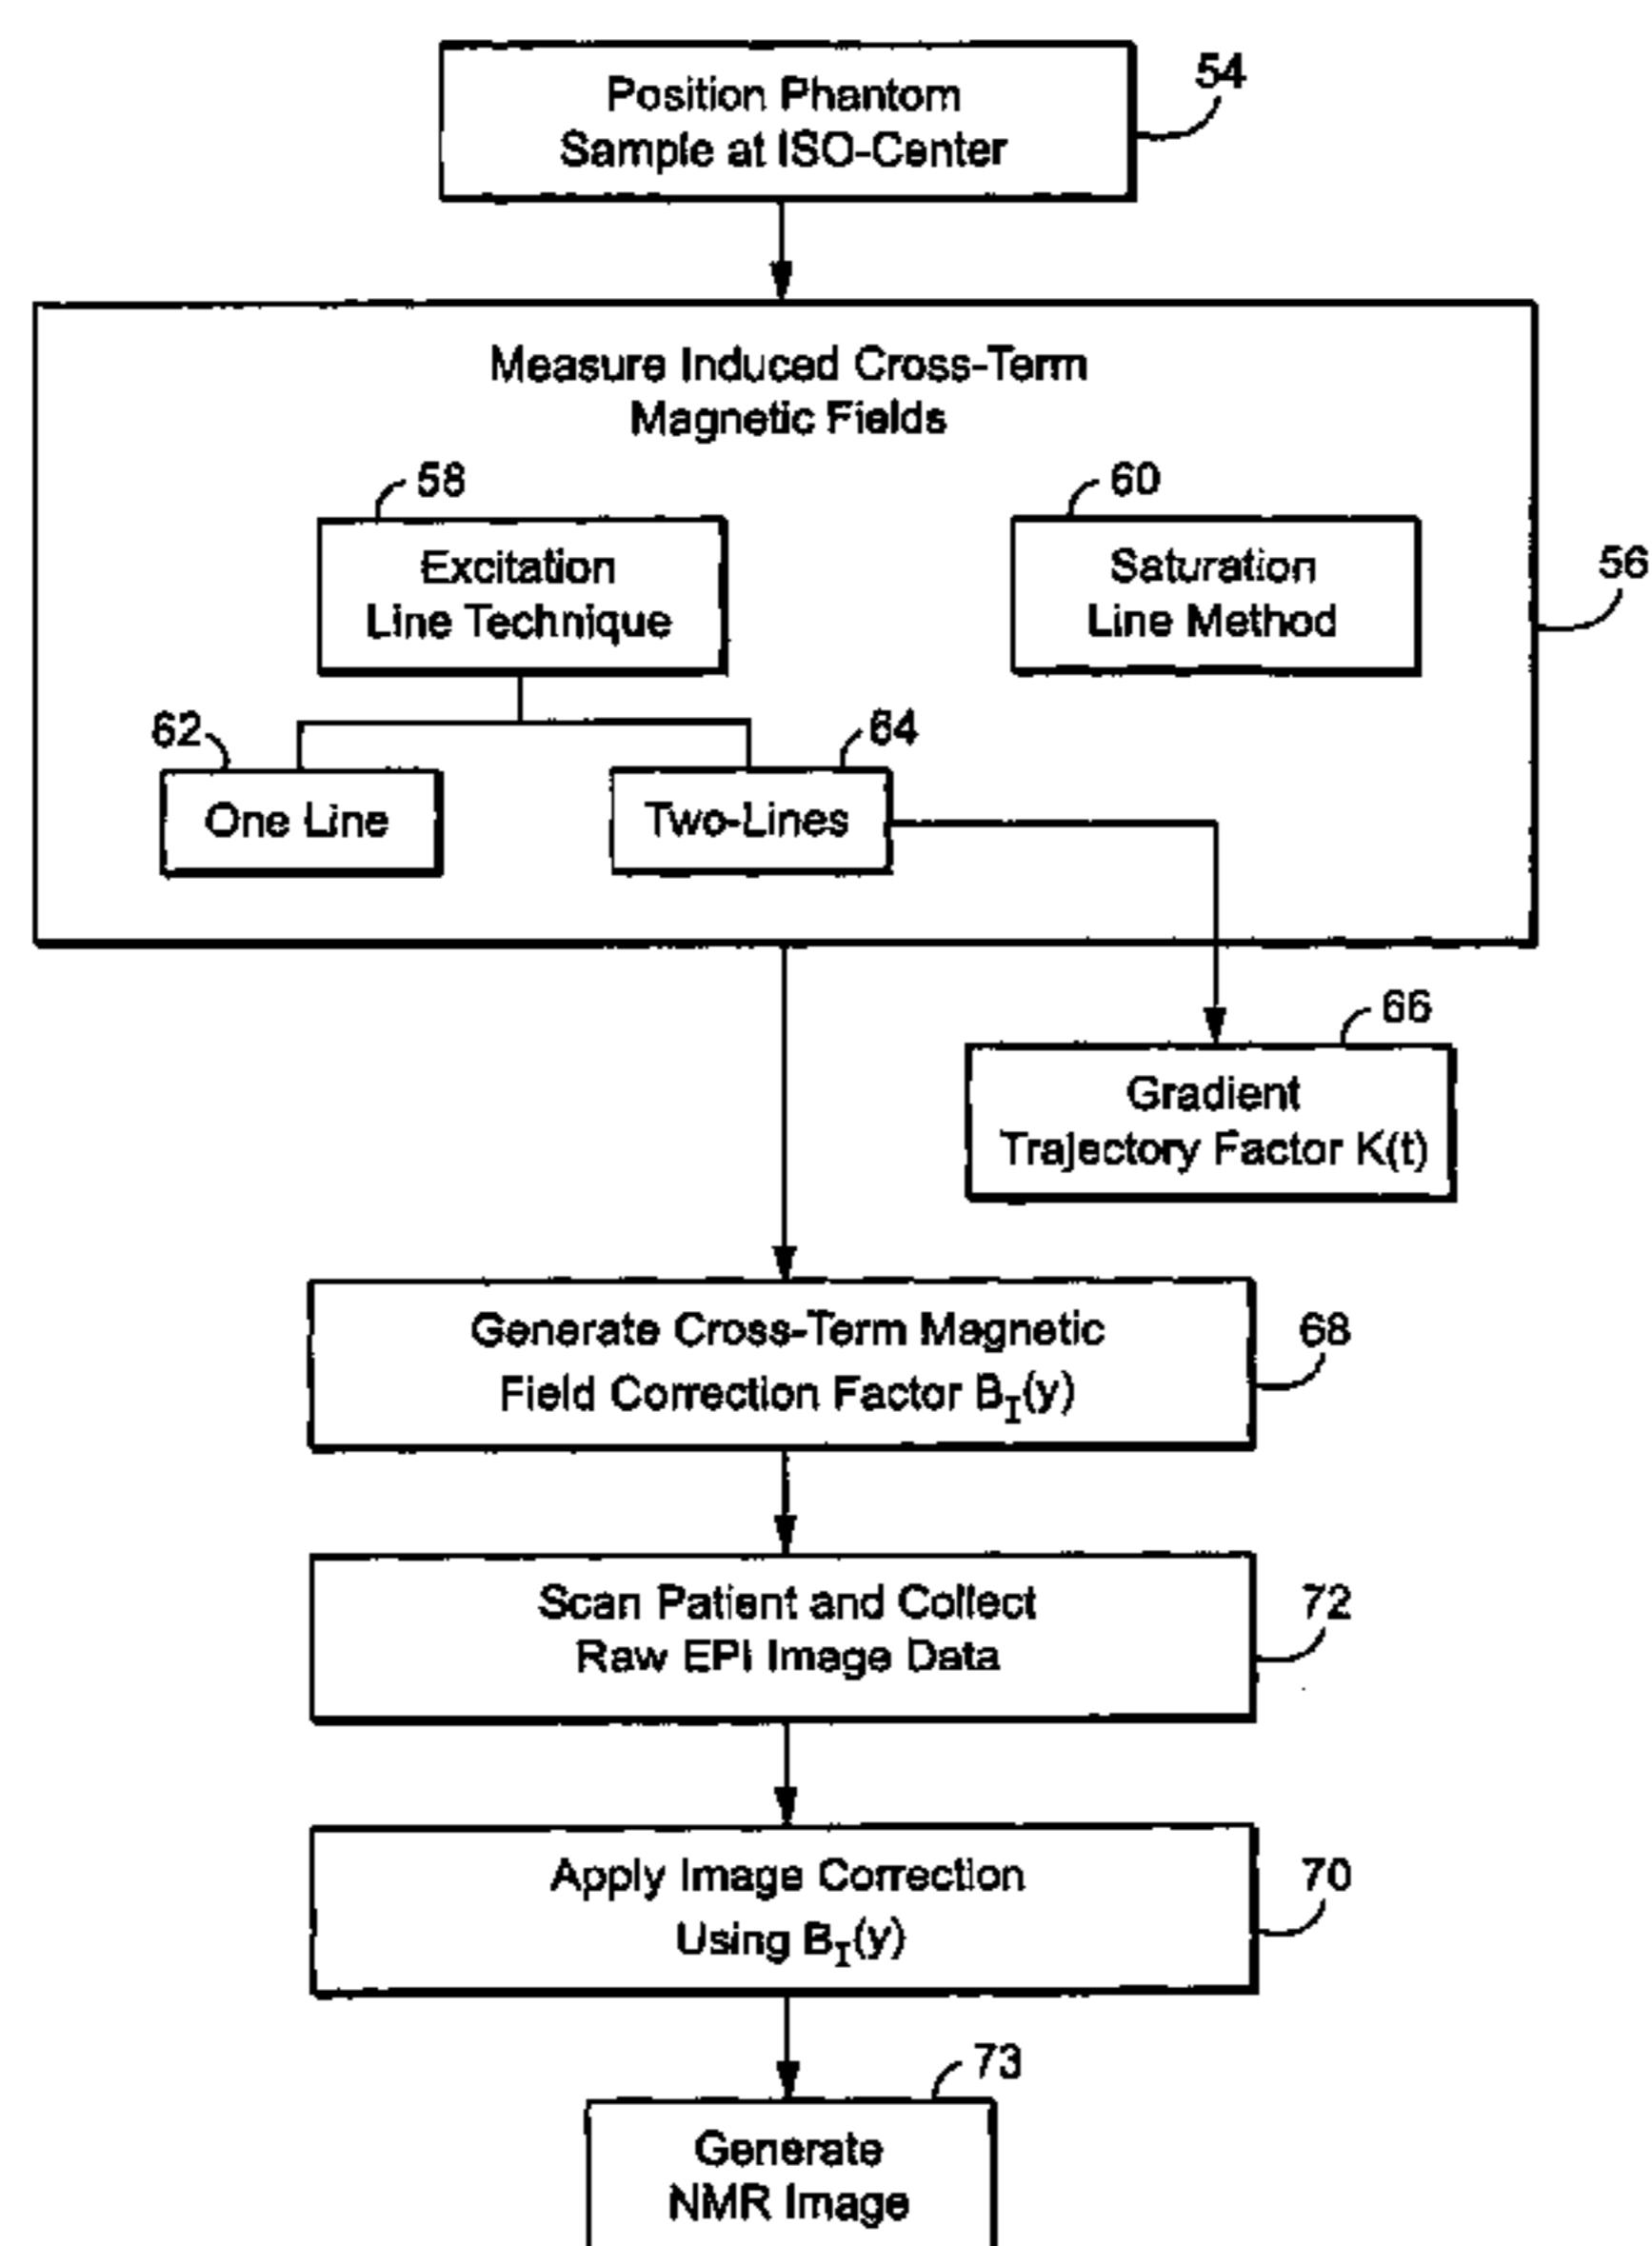 Position Phantom
Sample at ISO-Center
54
Measure Induced Cross-Term
Magnetic Fields
58
60
Excitation
Line Technique
Saturation
Line Method
56
62
64
One Line
Two-Lines
66
Gradient
Trajectory Factor K(t)
Generate Cross-Term Magnetic
Field Correction Factor B_I(y)
68
Scan Patient and Collect
Raw EPI Image Data
72
Apply Image Correction
Using B_I(y)
70
73
Generate
NMR Image